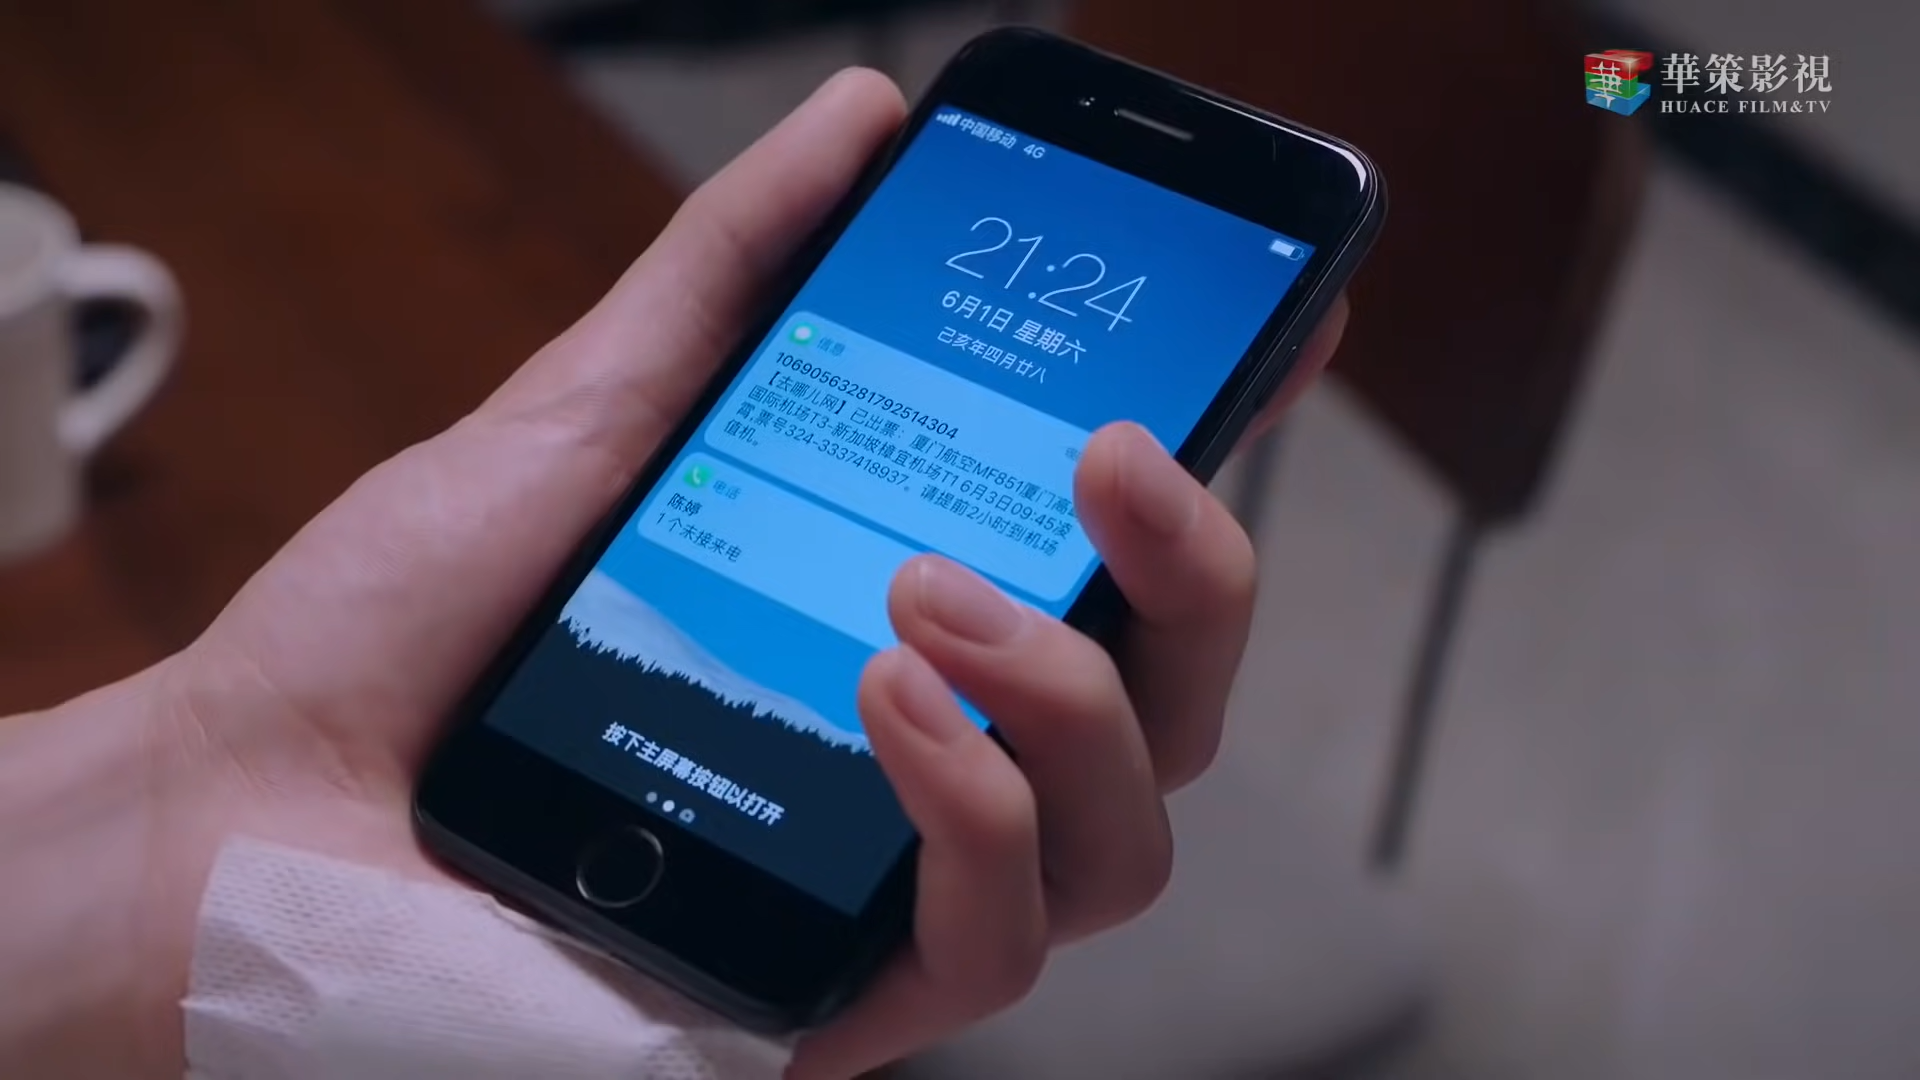 華策影視
HUACE FILM&TV
中国移动 4G
21:24
6月1日 星期六
己亥年四月廿八
信息
10690563281792514304
【去哪儿网】已出票：厦门航空MF851厦门高
国际机场T3-新加坡樟宜机场T1 6月3日09:45凌
霄,票号324-3337418937。请提前2小时到机场
值机。
电话
陈婷
1个未接来电
按下主屏幕按钮以打开